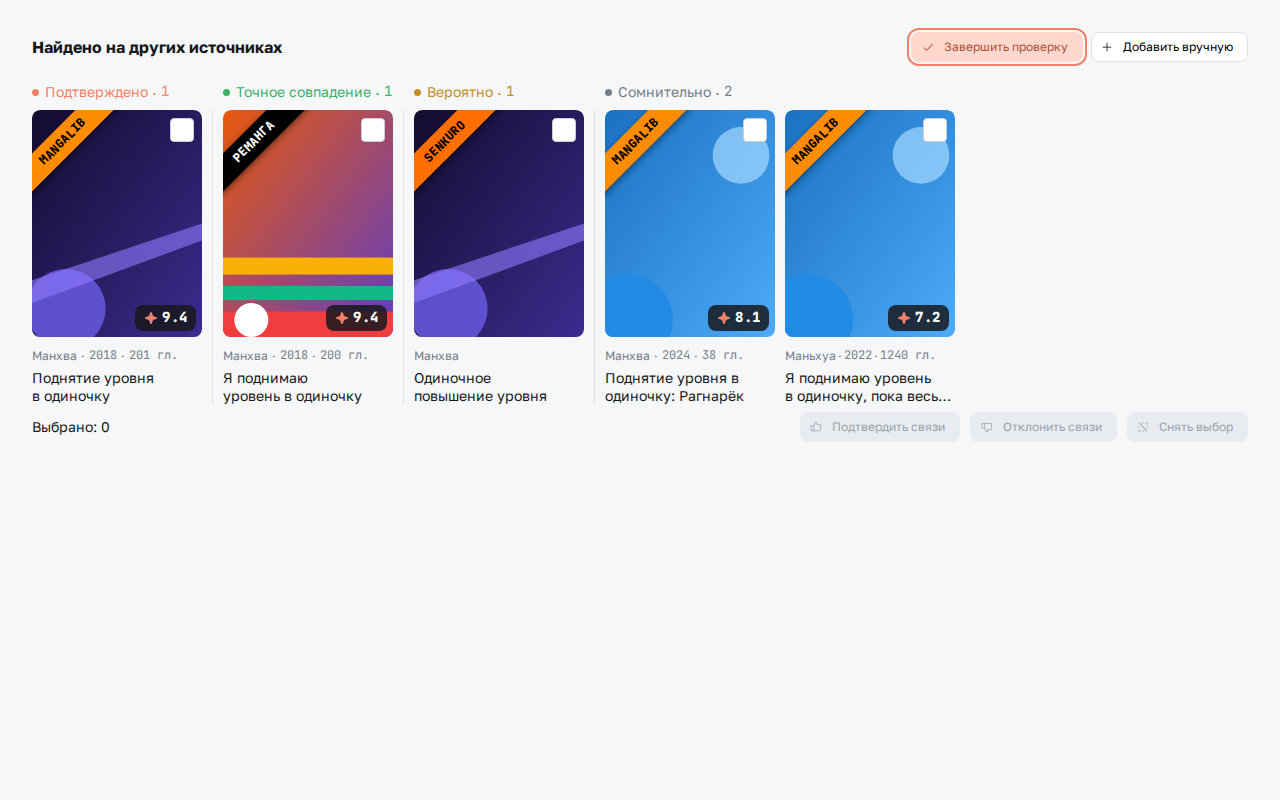 Найдено на других источниках
Завершить проверку
Добавить вручную
Подтверждено · 1
Точное совпадение · 1
Вероятно · 1
Сомнительно · 2
MANGALIB
9.4
Манхва · 2018 · 201 гл.
Поднятие уровня
в одиночку
РЕМАНГА
9.4
Манхва · 2018 · 200 гл.
Я поднимаю
уровень в одиночку
SENKURO
Манхва
Одиночное
повышение уровня
MANGALIB
8.1
Манхва · 2024 · 38 гл.
Поднятие уровня в
одиночку: Рагнарёк
MANGALIB
7.2
Маньхуа · 2022 · 1240 гл.
Я поднимаю уровень
в одиночку, пока весь…
Выбрано: 0
Подтвердить связи
Отклонить связи
Снять выбор